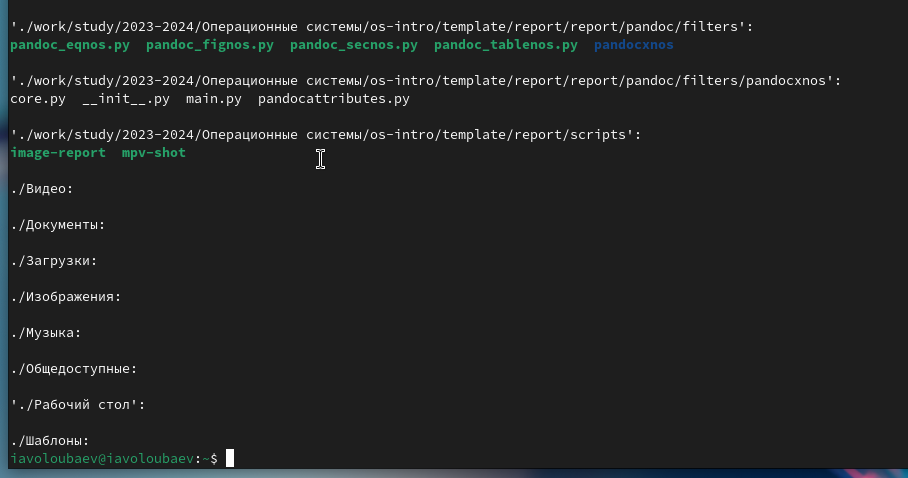 './work/study/2023-2024/Операционные системы/os-intro/template/report/report/pandoc/filters':
pandoc_eqnos.py  pandoc_fignos.py  pandoc_secnos.py  pandoc_tablenos.py  pandocxnos
'./work/study/2023-2024/Операционные системы/os-intro/template/report/report/pandoc/filters/pandocxnos':
core.py  __init__.py  main.py  pandocattributes.py
'./work/study/2023-2024/Операционные системы/os-intro/template/report/scripts':
image-report  mpv-shot
./Видео:
./Документы:
./Загрузки:
./Изображения:
./Музыка:
./Общедоступные:
'./Рабочий стол':
./Шаблоны:
iavoloubaev@iavoloubaev:~$